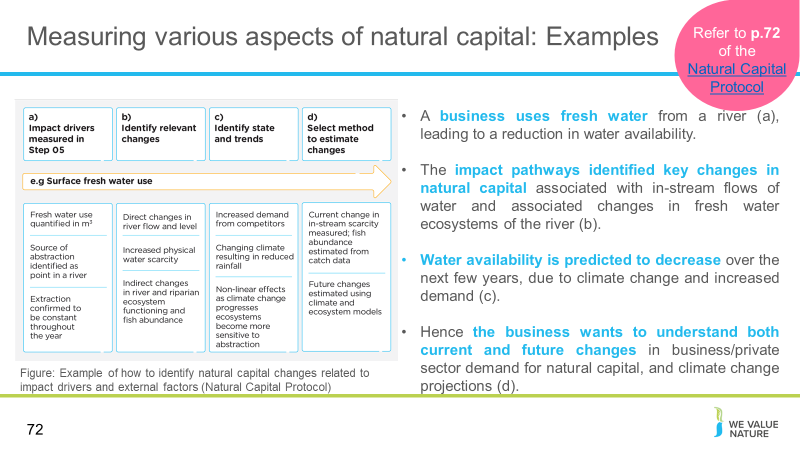 Measuring various aspects of natural capital: Examples
Refer to p.72
of the
Natural Capital
Protocol
a)
Impact drivers
measured in
Step 05
b)
Identify relevant
changes
c)
Identify state
and trends
d)
Select method
to estimate
changes
e.g Surface fresh water use
Fresh water use
quantified in m³
Source of
abstraction
identified as
point in a river
Extraction
confirmed to
be constant
throughout
the year
Direct changes in
river flow and level
Increased physical
water scarcity
Indirect changes
in river and riparian
ecosystem
functioning and
fish abundance
Increased demand
from competitors
Changing climate
resulting in reduced
rainfall
Non-linear effects
as climate change
progresses
ecosystems
become more
sensitive to
abstraction
Current change in
in-stream scarcity
measured; fish
abundance
estimated from
catch data
Future changes
estimated using
climate and
ecosystem models
Figure: Example of how to identify natural capital changes related to
impact drivers and external factors (Natural Capital Protocol)
• A business uses fresh water from a river (a),
leading to a reduction in water availability.
• The impact pathways identified key changes in
natural capital associated with in-stream flows of
water and associated changes in fresh water
ecosystems of the river (b).
• Water availability is predicted to decrease over the
next few years, due to climate change and increased
demand (c).
• Hence the business wants to understand both
current and future changes in business/private
sector demand for natural capital, and climate change
projections (d).
72
WE VALUE
NATURE